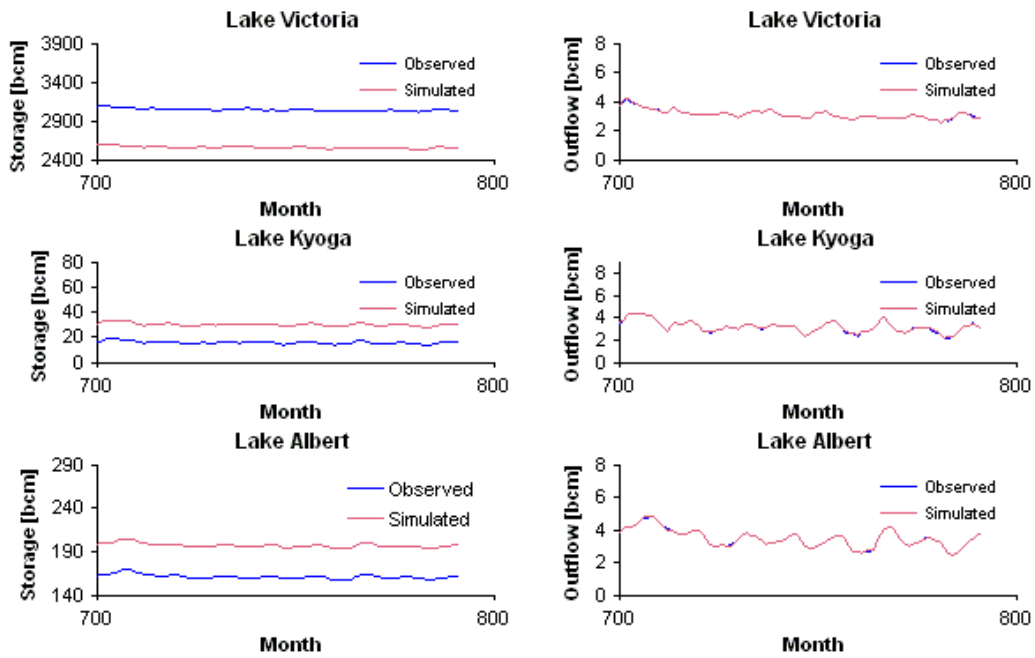 Lake Victoria
Storage [bcm]
3900
3400
2900
2400
Observed
Simulated
700
800
Month
Lake Victoria
Outflow [bcm]
8
6
4
2
0
Observed
Simulated
700
800
Month
Lake Kyoga
Storage [bcm]
80
60
40
20
0
Observed
Simulated
700
800
Month
Lake Kyoga
Outflow [bcm]
8
6
4
2
0
Observed
Simulated
700
800
Month
Lake Albert
Storage [bcm]
290
240
190
140
Observed
Simulated
700
800
Month
Lake Albert
Outflow [bcm]
8
6
4
2
0
Observed
Simulated
700
800
Month